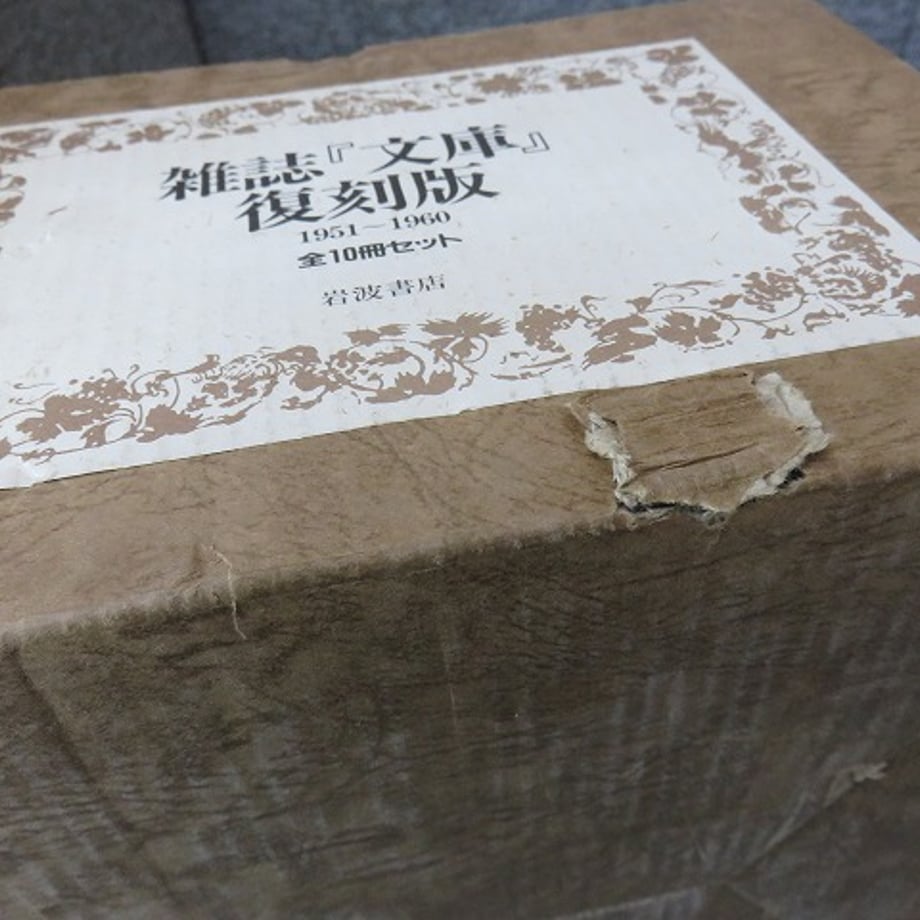 雑誌『文庫』
復刻版
1951〜1960
全10冊セット
岩波書店